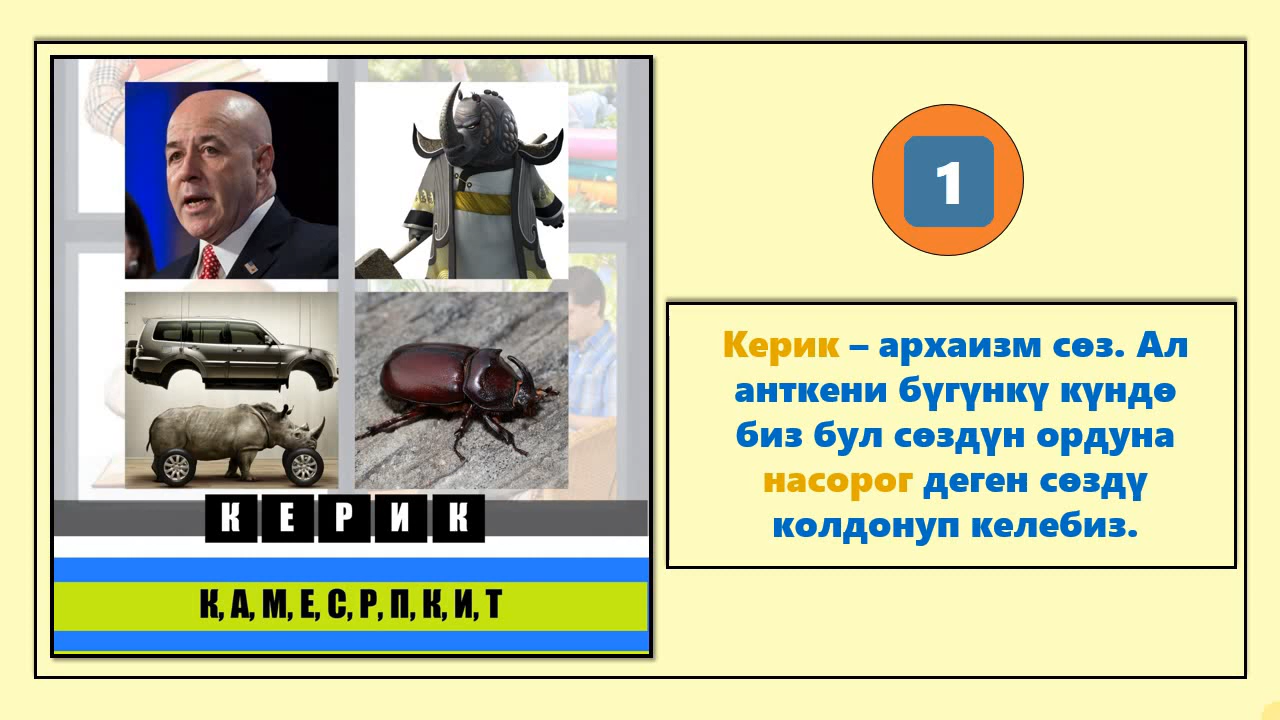 К Е Р И К
К, А, М, Е, С, Р, П, К, И, Т
1
Керик – архаизм сөз. Ал
анткени бүгүнкү күндө
биз бул сөздүн ордуна
насорог деген сөздү
колдонуп келебиз.